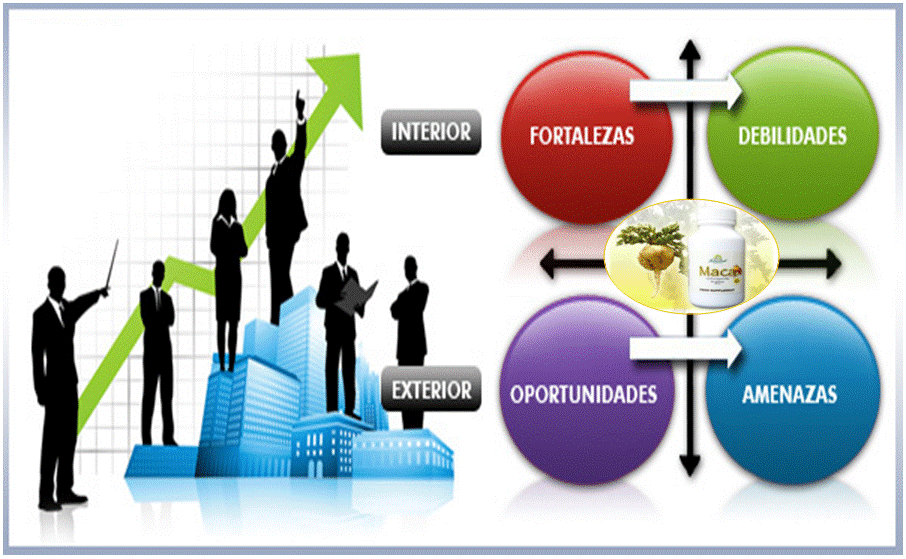 INTERIOR
FORTALEZAS
DEBILIDADES
Maca
EXTERIOR
OPORTUNIDADES
AMENAZAS